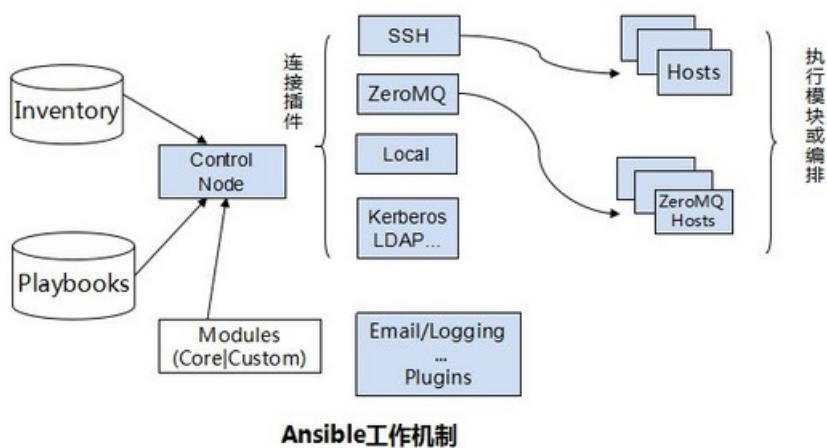 Inventory
Playbooks
Control
Node
Modules
(Core|Custom)
连接插件
SSH
ZeroMQ
Local
Kerberos
LDAP...
Email/Logging
...
Plugins
Hosts
ZeroMQ
Hosts
执行模块或编排
Ansible工作机制